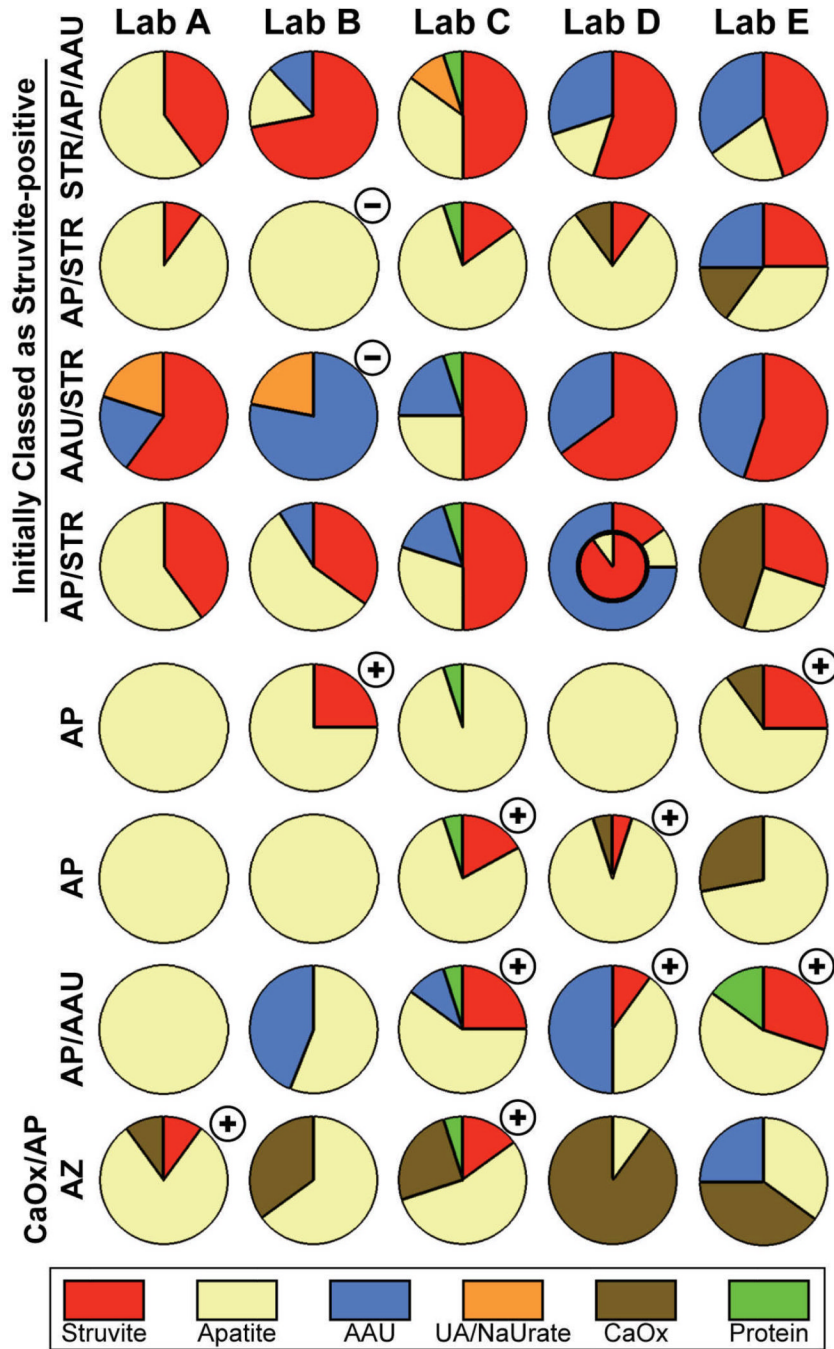 Lab A Lab B Lab C Lab D Lab E
Initially Classed as Struvite-positive
STR/AP/AAU
−
AP/STR
−
AAU/STR
AP/STR
+ +
AP
+ +
AP
+ + +
AP/AAU
+ +
CaOx/AP
AZ
Struvite Apatite AAU UA/NaUrate CaOx Protein